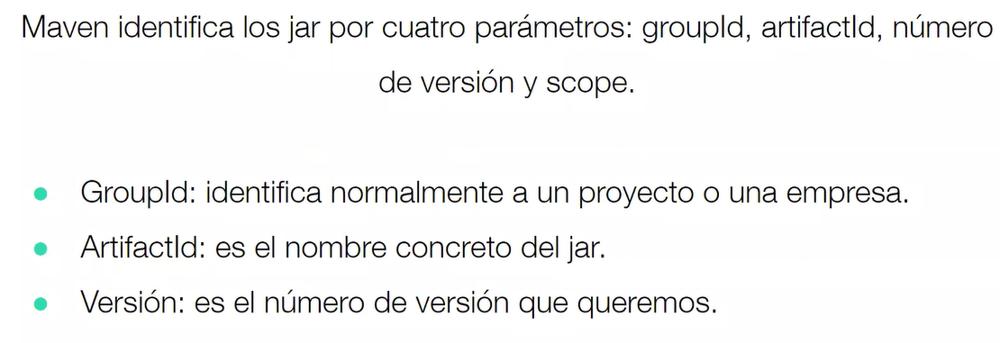 Maven identifica los jar por cuatro parámetros: groupId, artifactId, número
de versión y scope.
● GroupId: identifica normalmente a un proyecto o una empresa.
● ArtifactId: es el nombre concreto del jar.
● Versión: es el número de versión que queremos.